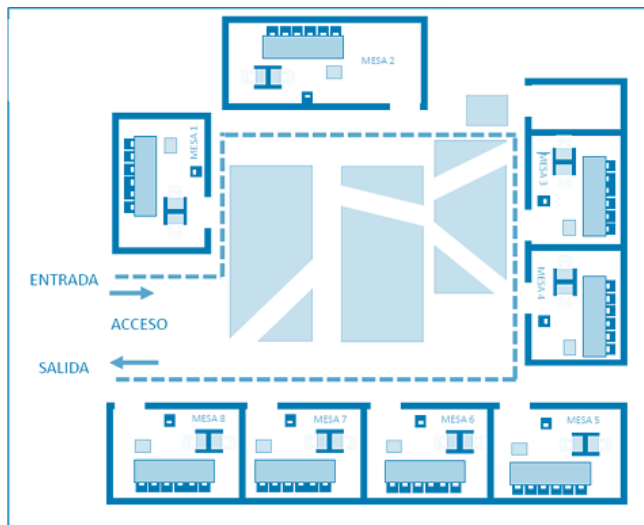 MESA 2
MESA 1
MESA 3
ENTRADA
MESA 4
ACCESO
SALIDA
MESA 8
MESA 7
MESA 6
MESA 5